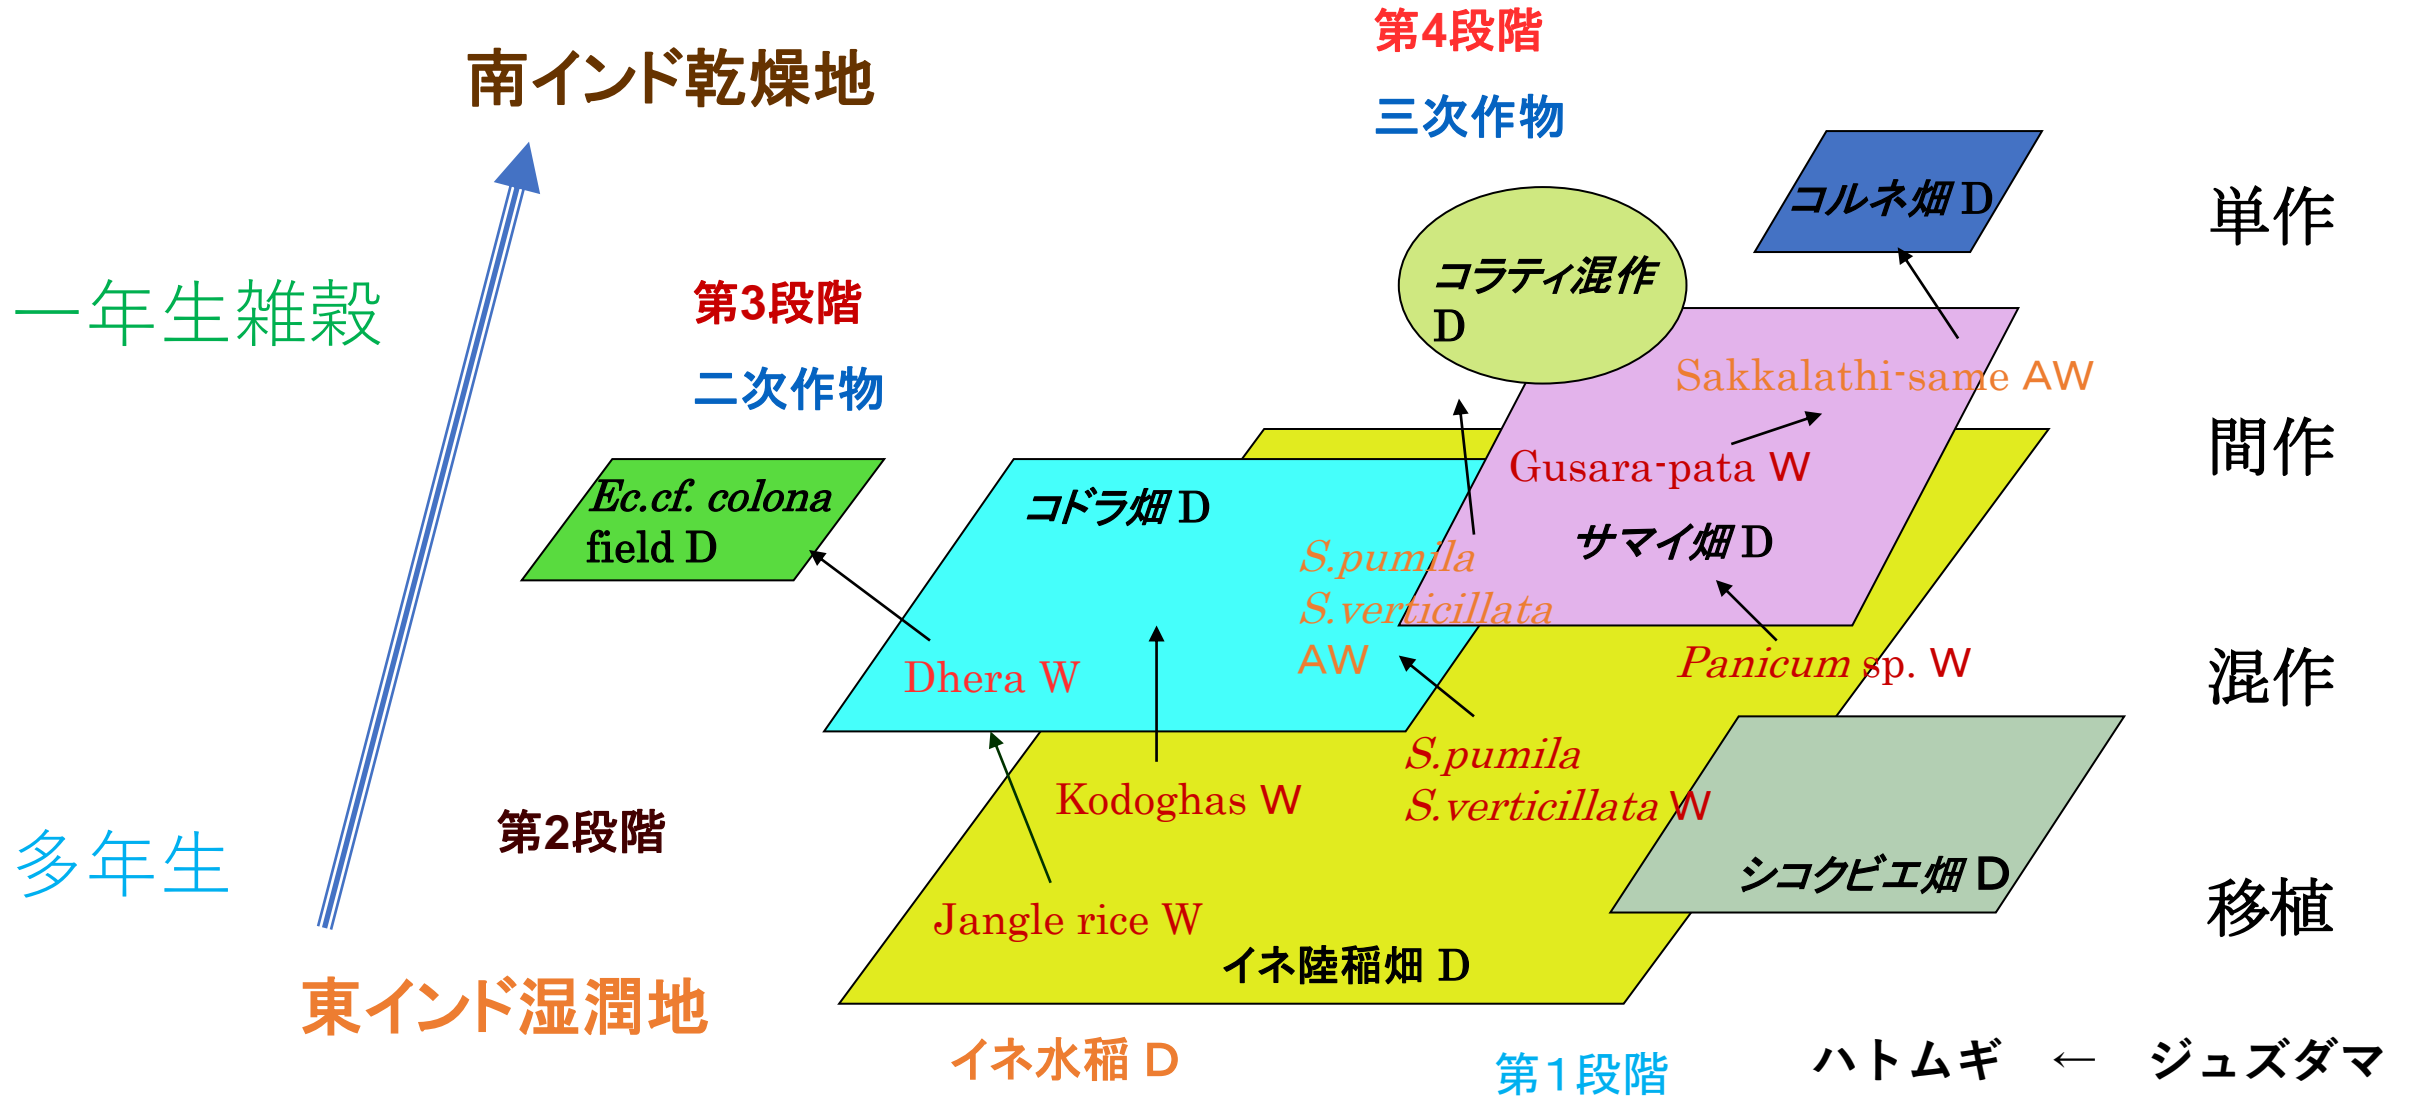 第4段階
南インド乾燥地
三次作物
コルネ畑 D
単作
コラティ混作
D
一年生雑穀
第3段階
二次作物
Sakkalathi-same AW
Gusara-pata W
間作
Ec.cf. colona
field D
コドラ畑 D
サマイ畑 D
S.pumila
S.verticillata
AW
Dhera W
Panicum sp. W
混作
S.pumila
S.verticillata W
Kodoghas W
多年生
第2段階
シコクビエ畑 D
移植
Jangle rice W
イネ陸稲畑 D
東インド湿潤地
イネ水稲 D
第１段階
ハトムギ ← ジュズダマ